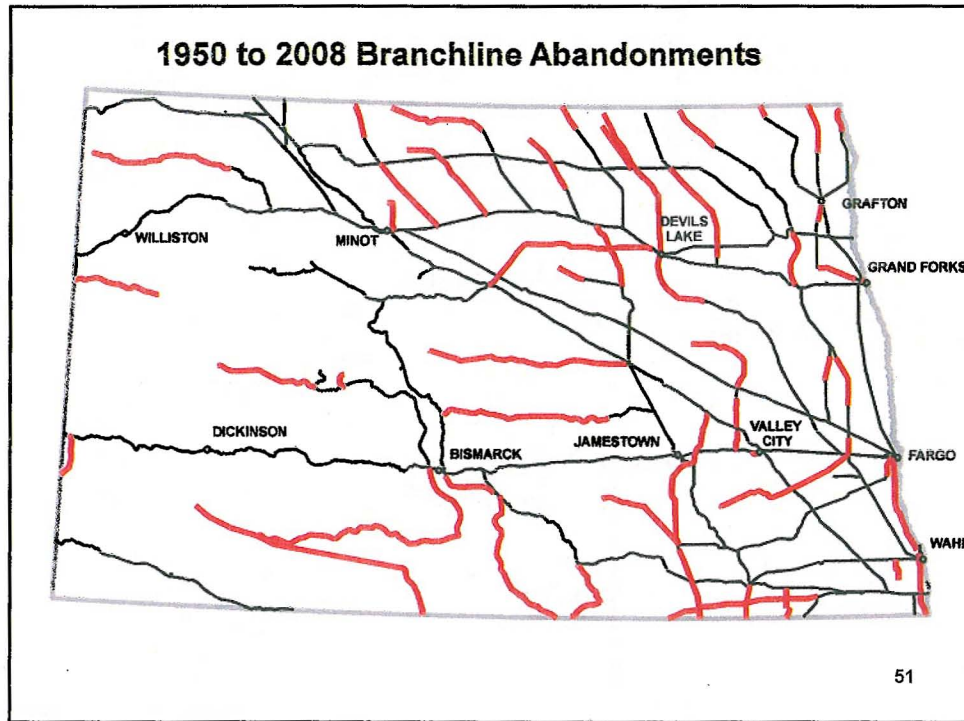 1950 to 2008 Branchline Abandonments
GRAFTON
WILLISTON
MINOT
DEVILS
LAKE
GRAND FORKS
DICKINSON
BISMARCK
JAMESTOWN
VALLEY
CITY
FARGO
WAHP
51